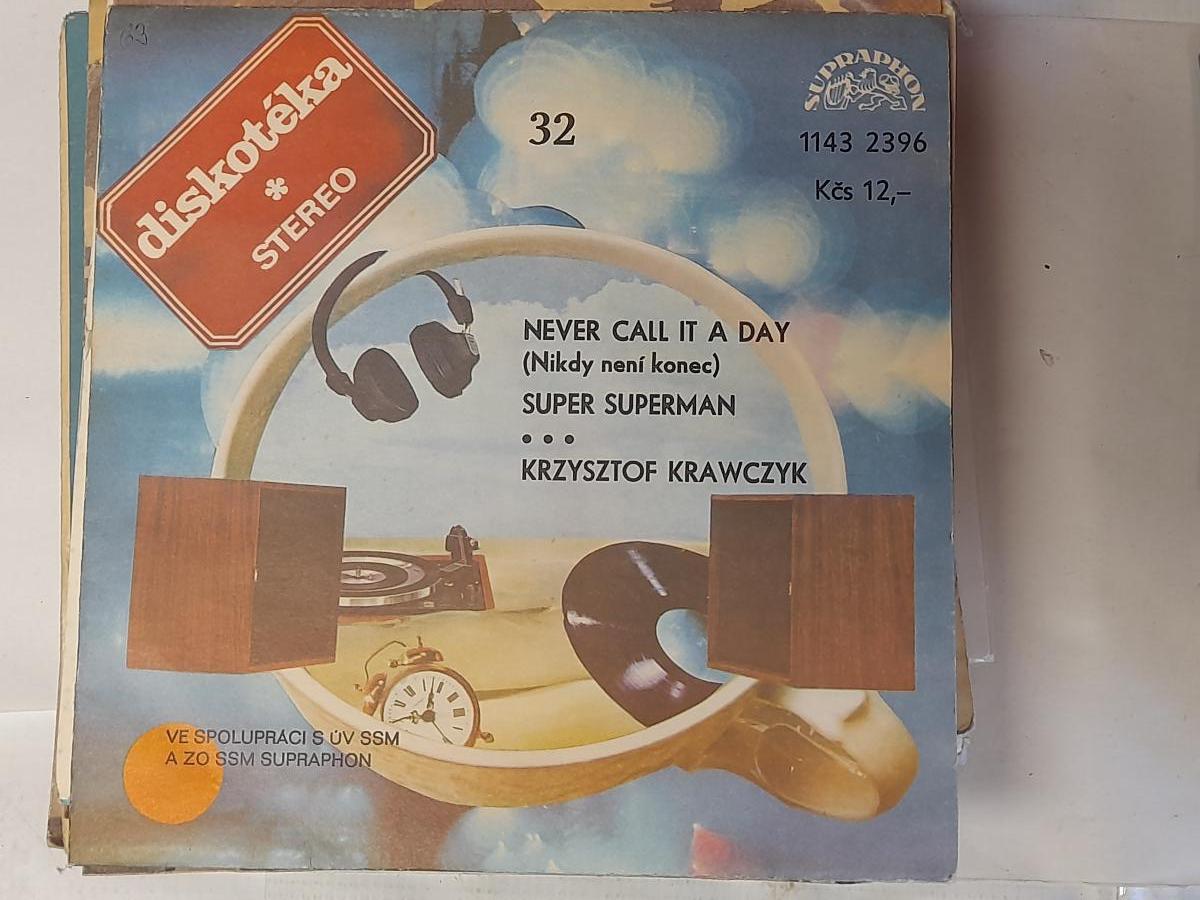 63
diskotéka
*
STEREO
32
SUPRAPHON
1143 2396
Kčs 12,–
NEVER CALL IT A DAY
(Nikdy není konec)
SUPER SUPERMAN
• • •
KRZYSZTOF KRAWCZYK
VE SPOLUPRÁCI S ÚV SSM
A ZO SSM SUPRAPHON